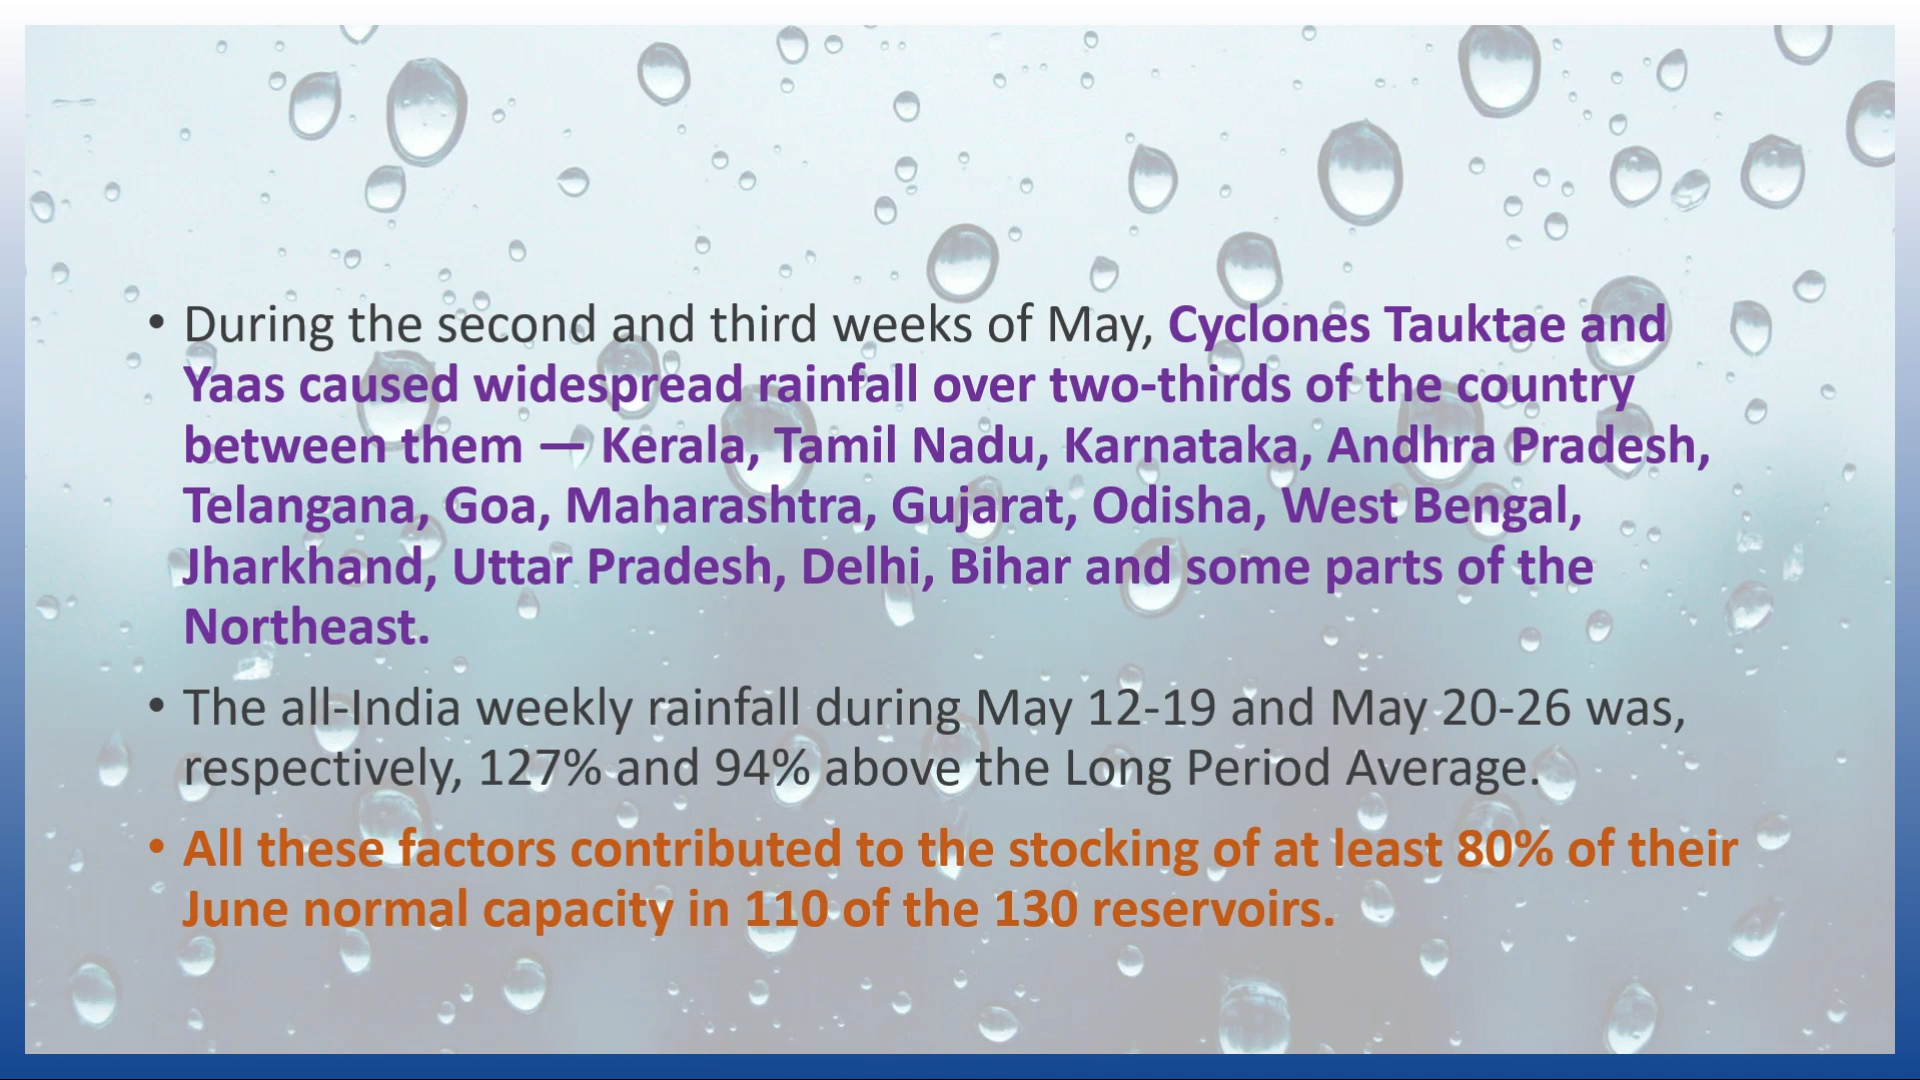 • During the second and third weeks of May, Cyclones Tauktae and
Yaas caused widespread rainfall over two-thirds of the country
between them — Kerala, Tamil Nadu, Karnataka, Andhra Pradesh,
Telangana, Goa, Maharashtra, Gujarat, Odisha, West Bengal,
Jharkhand, Uttar Pradesh, Delhi, Bihar and some parts of the
Northeast.
• The all-India weekly rainfall during May 12-19 and May 20-26 was,
respectively, 127% and 94% above the Long Period Average.
• All these factors contributed to the stocking of at least 80% of their
June normal capacity in 110 of the 130 reservoirs.